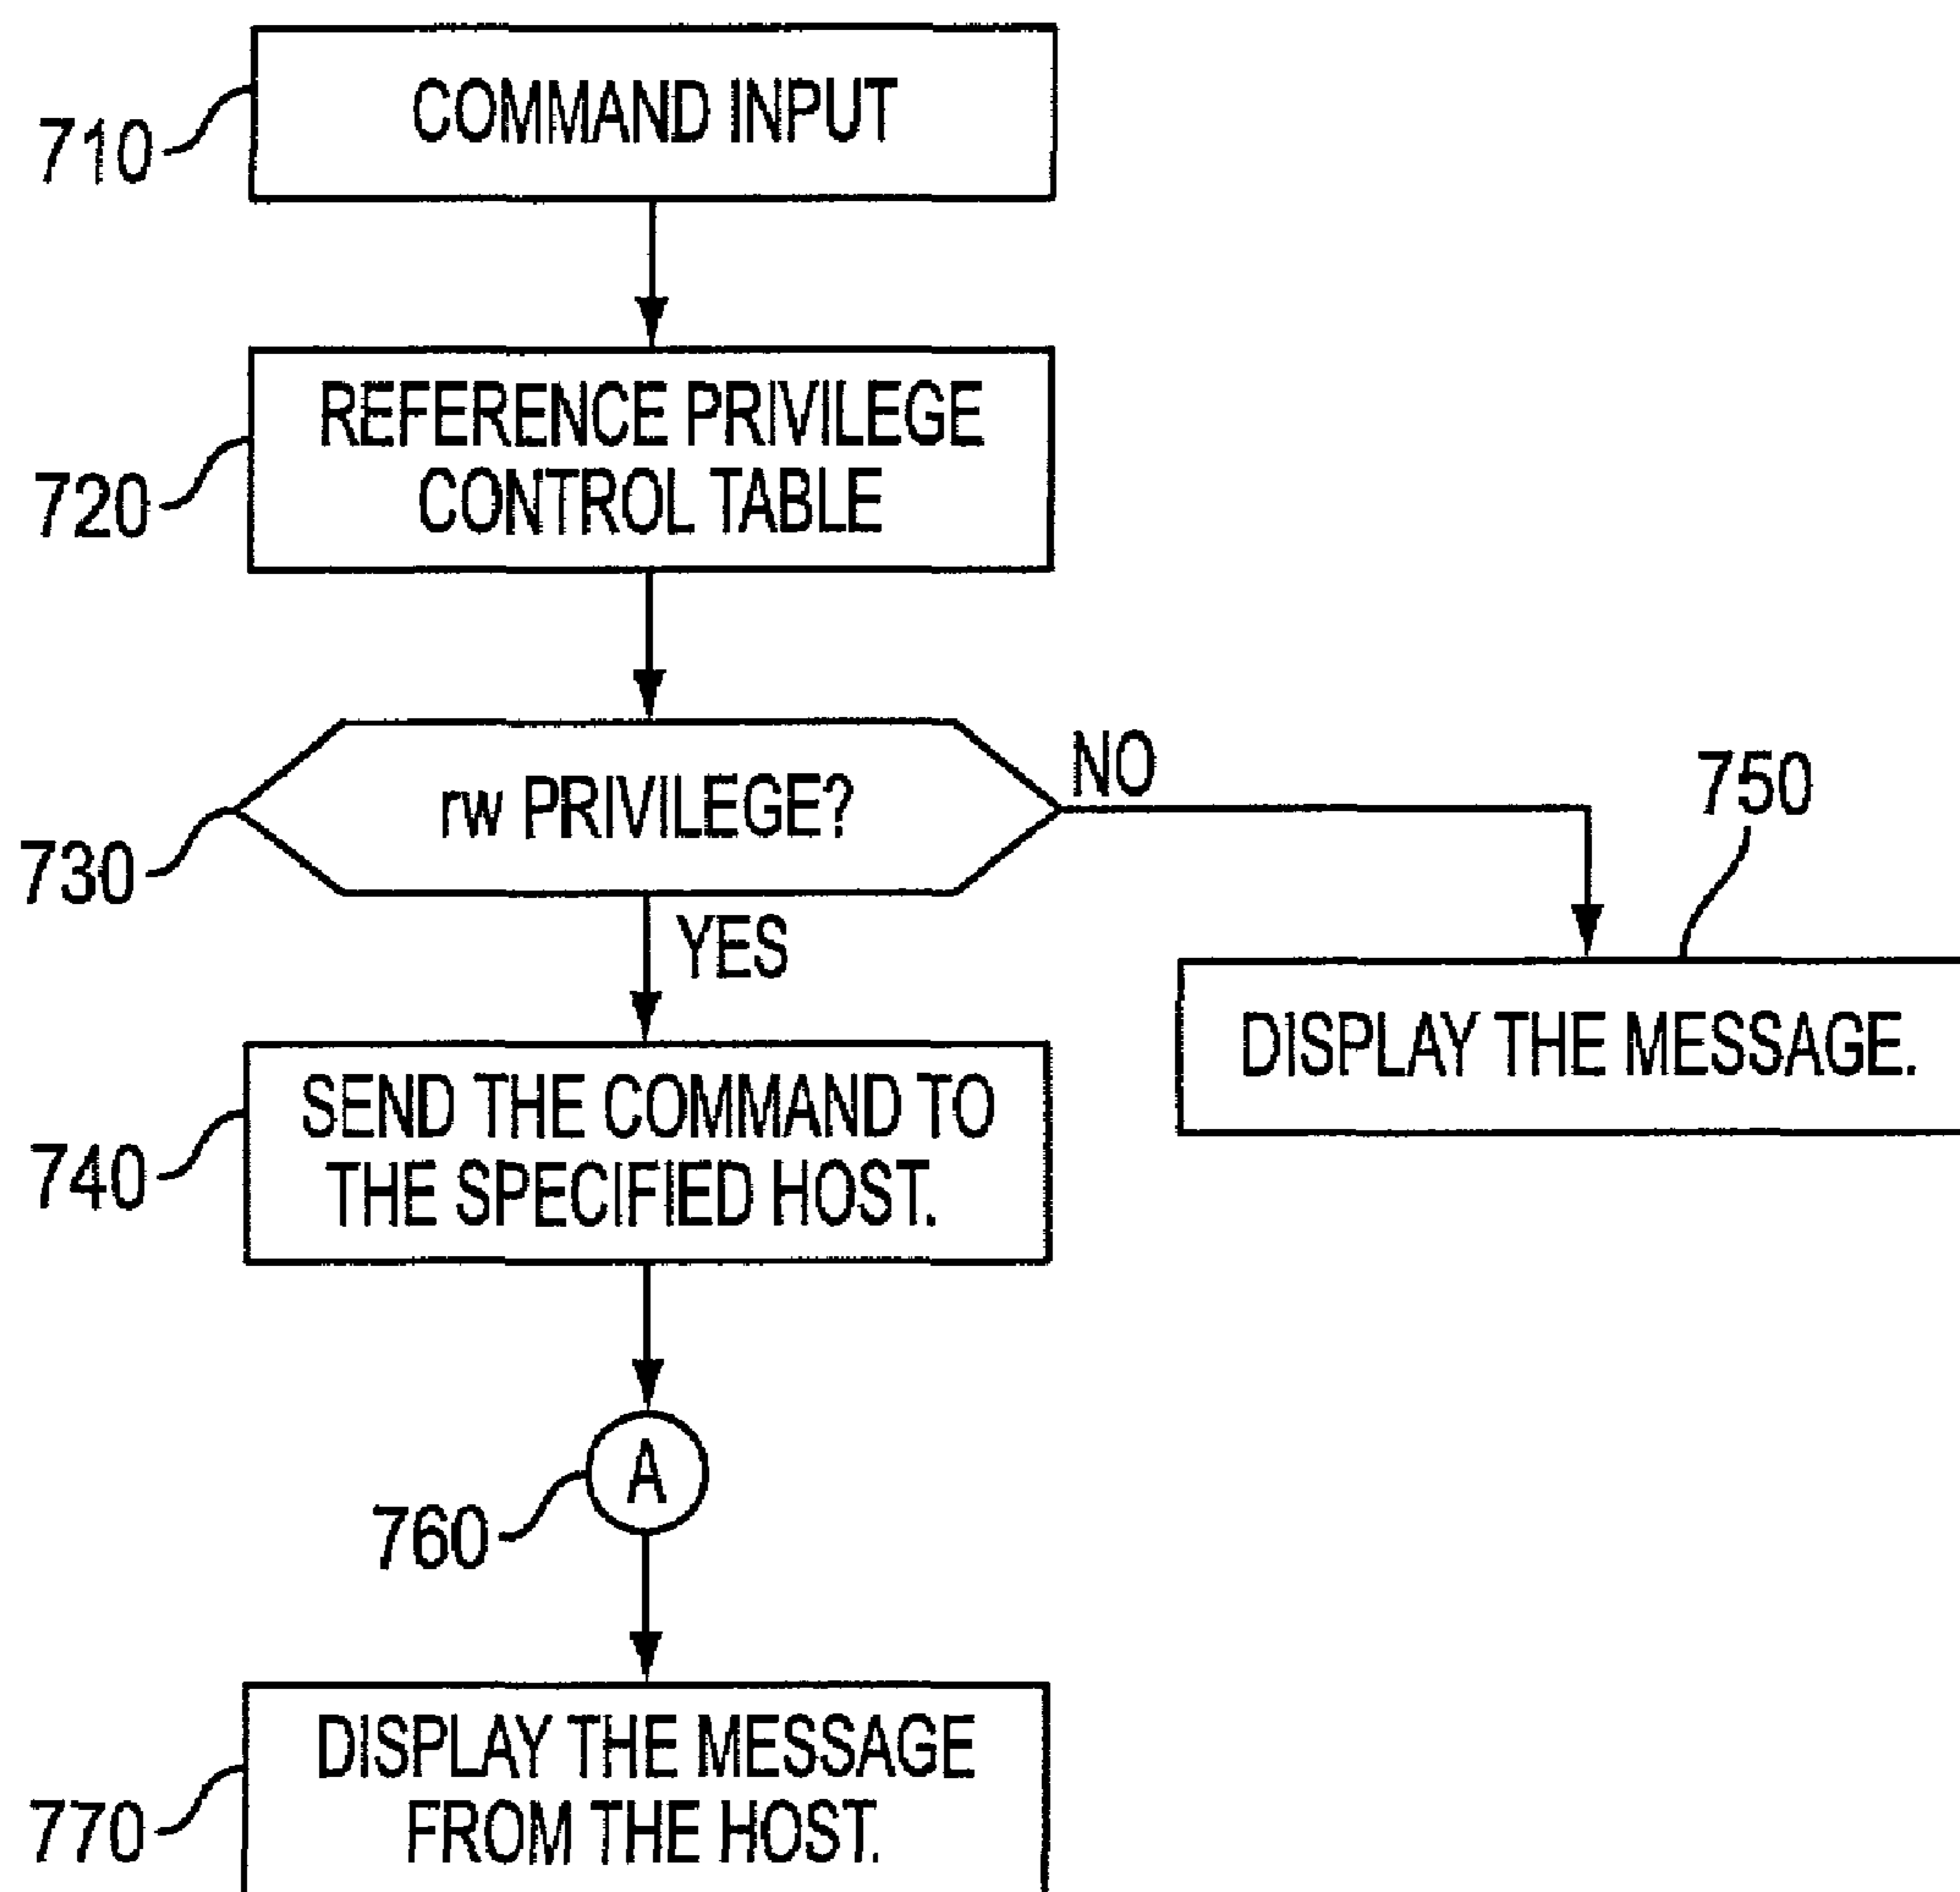 COMMAND INPUT
710
REFERENCE PRIVILEGE
CONTROL TABLE
720
rw PRIVILEGE?
NO
730
YES
750
DISPLAY THE MESSAGE.
SEND THE COMMAND TO
THE SPECIFIED HOST.
740
A
760
DISPLAY THE MESSAGE
FROM THE HOST.
770